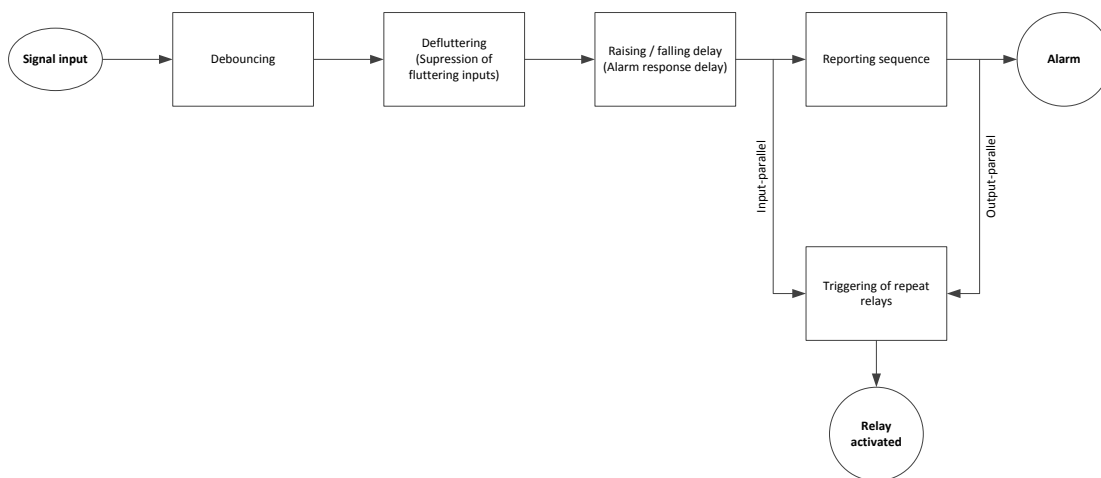 Signal input
Debouncing
Defluttering
(Supression of
fluttering inputs)
Raising / falling delay
(Alarm response delay)
Reporting sequence
Alarm
Input-parallel
Output-parallel
Triggering of repeat
relays
Relay
activated